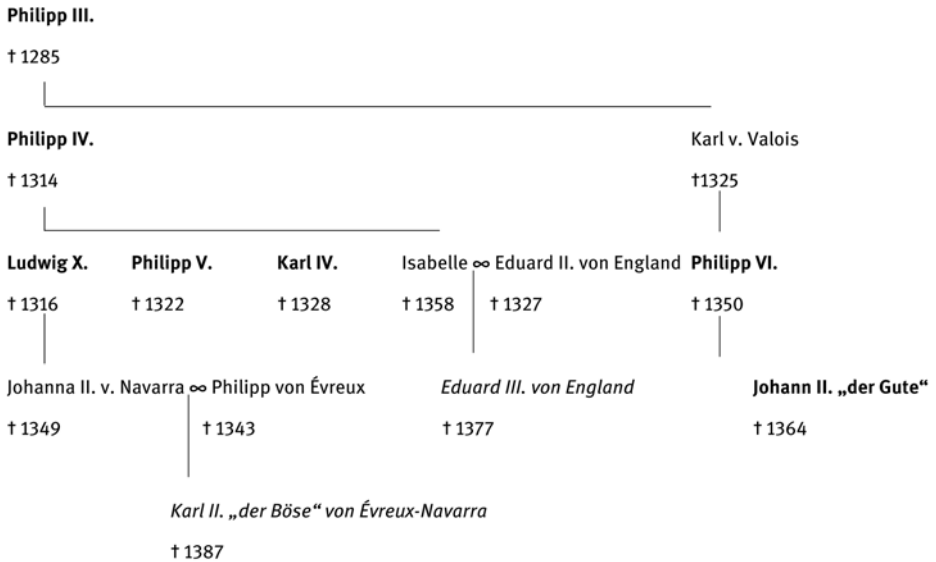 Philipp III.
† 1285
Philipp IV. Karl v. Valois
† 1314 †1325
Ludwig X. Philipp V. Karl IV. Isabelle ⚭ Eduard II. von England Philipp VI.
† 1316 † 1322 † 1328 † 1358 † 1327 † 1350
Johanna II. v. Navarra ⚭ Philipp von Évreux Eduard III. von England Johann II. „der Gute“
† 1349 † 1343 † 1377 † 1364
Karl II. „der Böse“ von Évreux-Navarra
† 1387